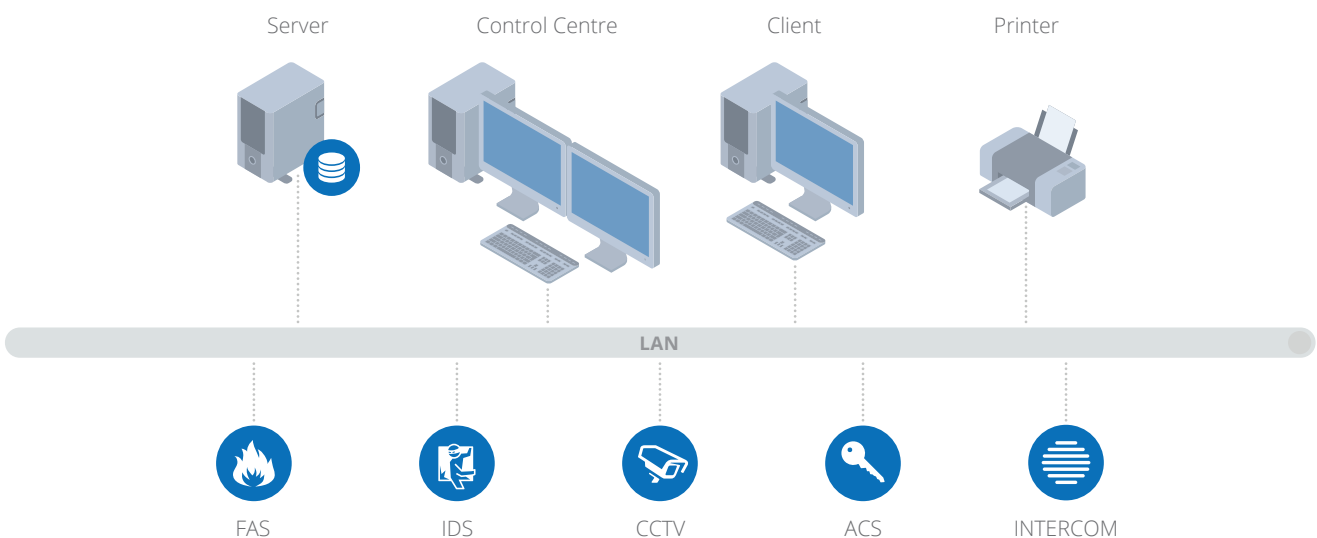 Server
Control Centre
Client
Printer
LAN
FAS
IDS
CCTV
ACS
INTERCOM